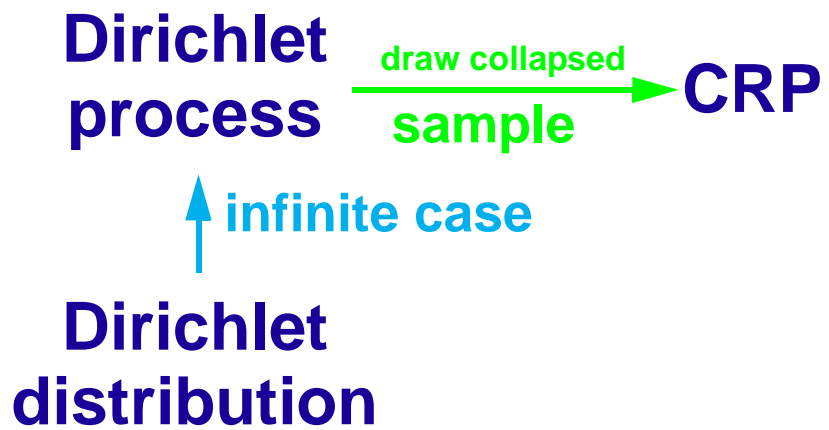 Dirichlet
process
draw collapsed
sample
CRP
infinite case
Dirichlet
distribution